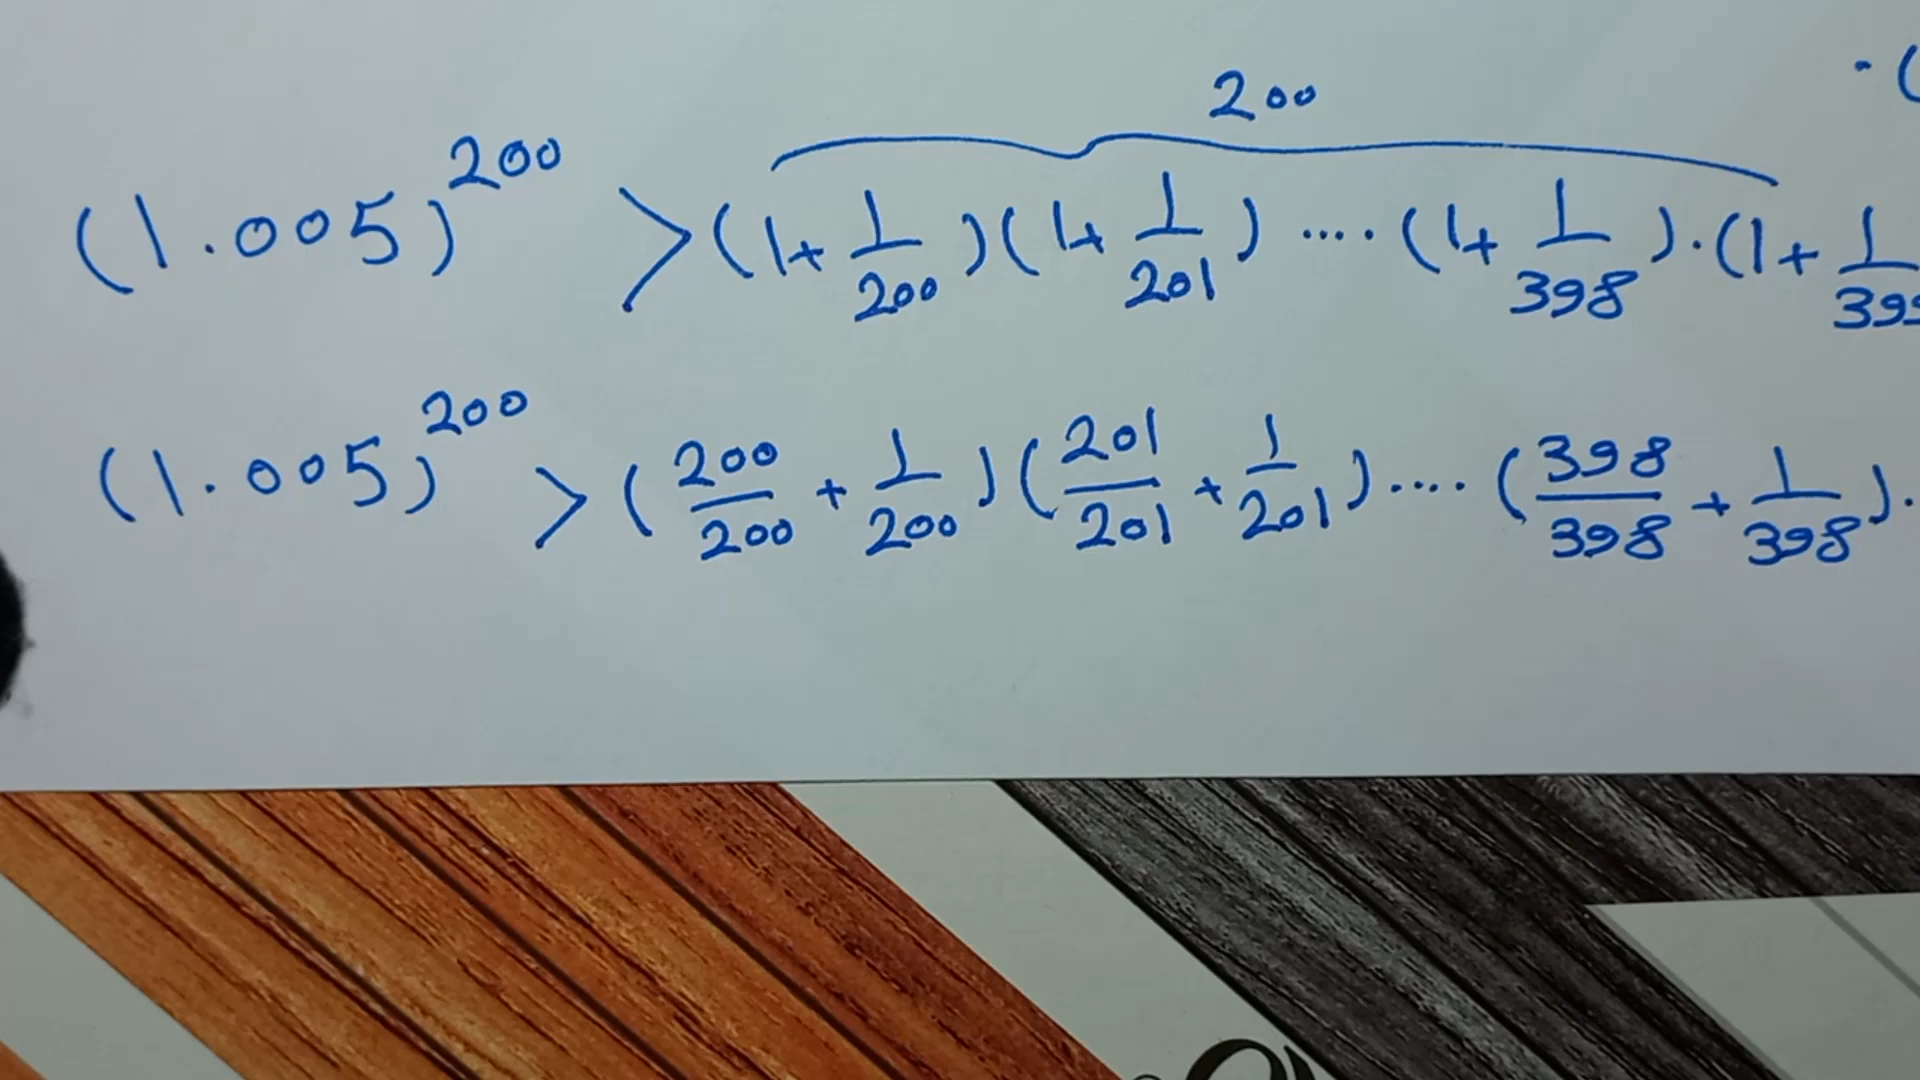 200
. (
(1.005)^200 > (1+ 1/200)(1+ 1/201) .... (1+ 1/398).(1+ 1/399
(1.005)^200 > (200/200 + 1/200)(201/201 + 1/201) .... (398/398 + 1/398).